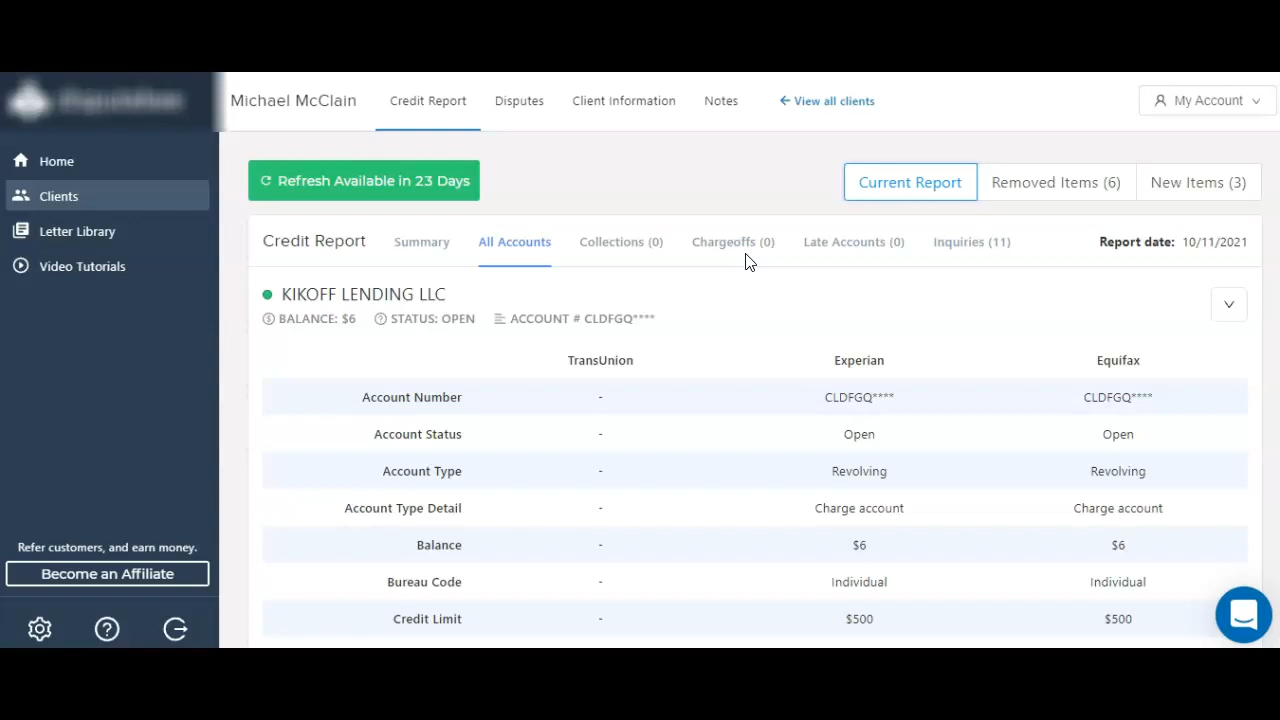 Michael McClain Credit Report Disputes Client Information Notes ← View all clients My Account
Home
Clients
Letter Library
Video Tutorials
Refer customers, and earn money.
Become an Affiliate
Refresh Available in 23 Days Current Report Removed Items (6) New Items (3)
Credit Report Summary All Accounts Collections (0) Chargeoffs (0) Late Accounts (0) Inquiries (11) Report date: 10/11/2021
KIKOFF LENDING LLC
BALANCE: $6 STATUS: OPEN ACCOUNT # CLDFGQ****
TransUnion Experian Equifax
Account Number - CLDFGQ**** CLDFGQ****
Account Status - Open Open
Account Type - Revolving Revolving
Account Type Detail - Charge account Charge account
Balance - $6 $6
Bureau Code - Individual Individual
Credit Limit - $500 $500